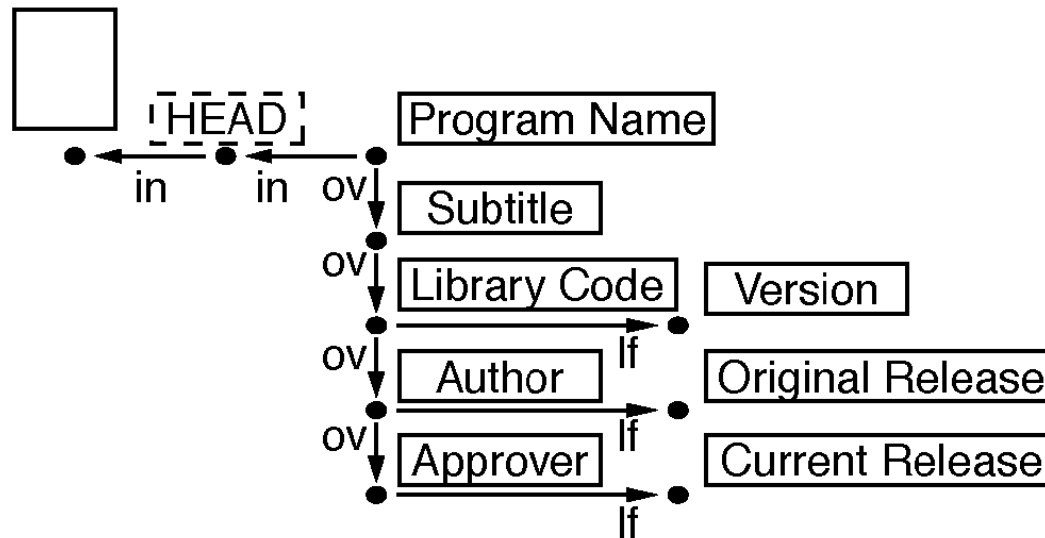 HEAD
Program Name
in
in
ov
Subtitle
ov
Library Code
Version
ov
lf
Author
Original Release
ov
lf
Approver
Current Release
lf